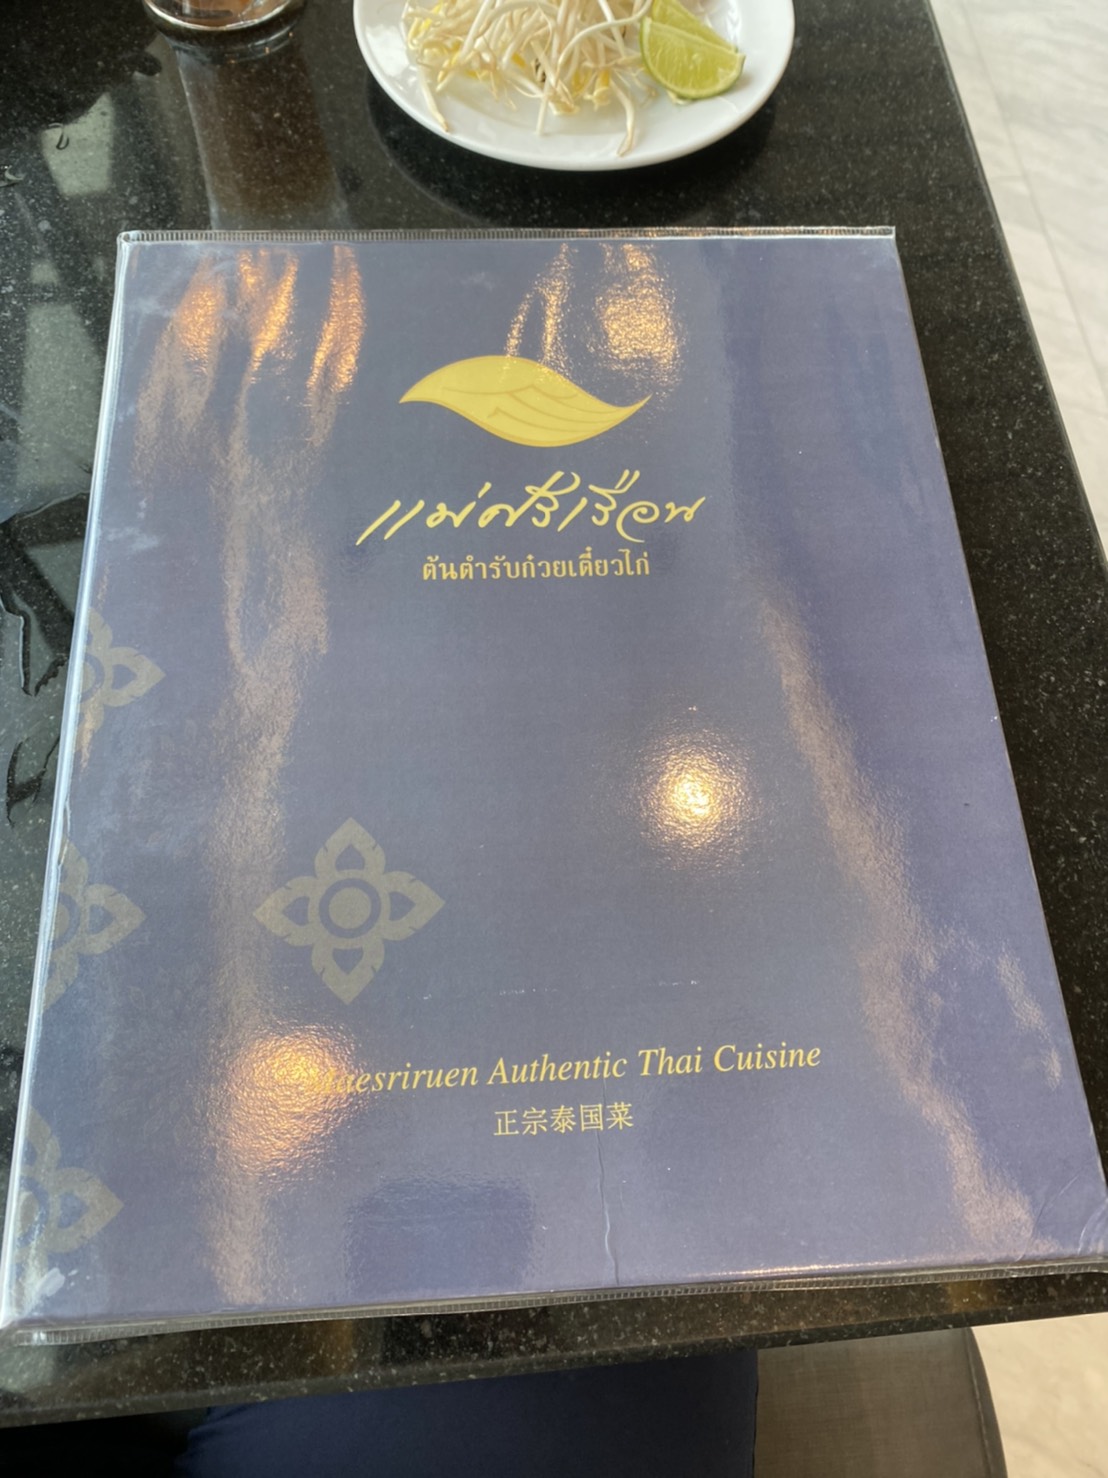 แม่ศรีเรือน
ต้นตำรับก๋วยเตี๋ยวไก่
Maesriruen Authentic Thai Cuisine
正宗泰国菜